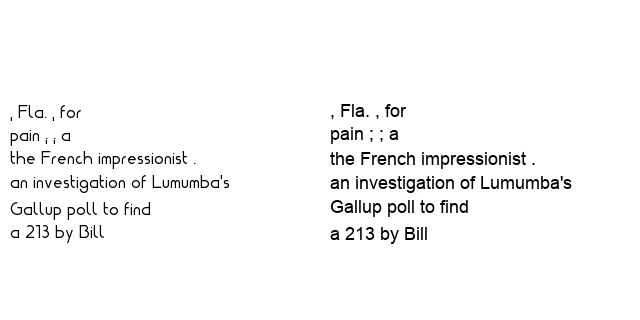 , Fla. , for
pain ; ; a
the French impressionist .
an investigation of Lumumba's
Gallup poll to find
a 213 by Bill
, Fla. , for
pain ; ; a
the French impressionist .
an investigation of Lumumba's
Gallup poll to find
a 213 by Bill